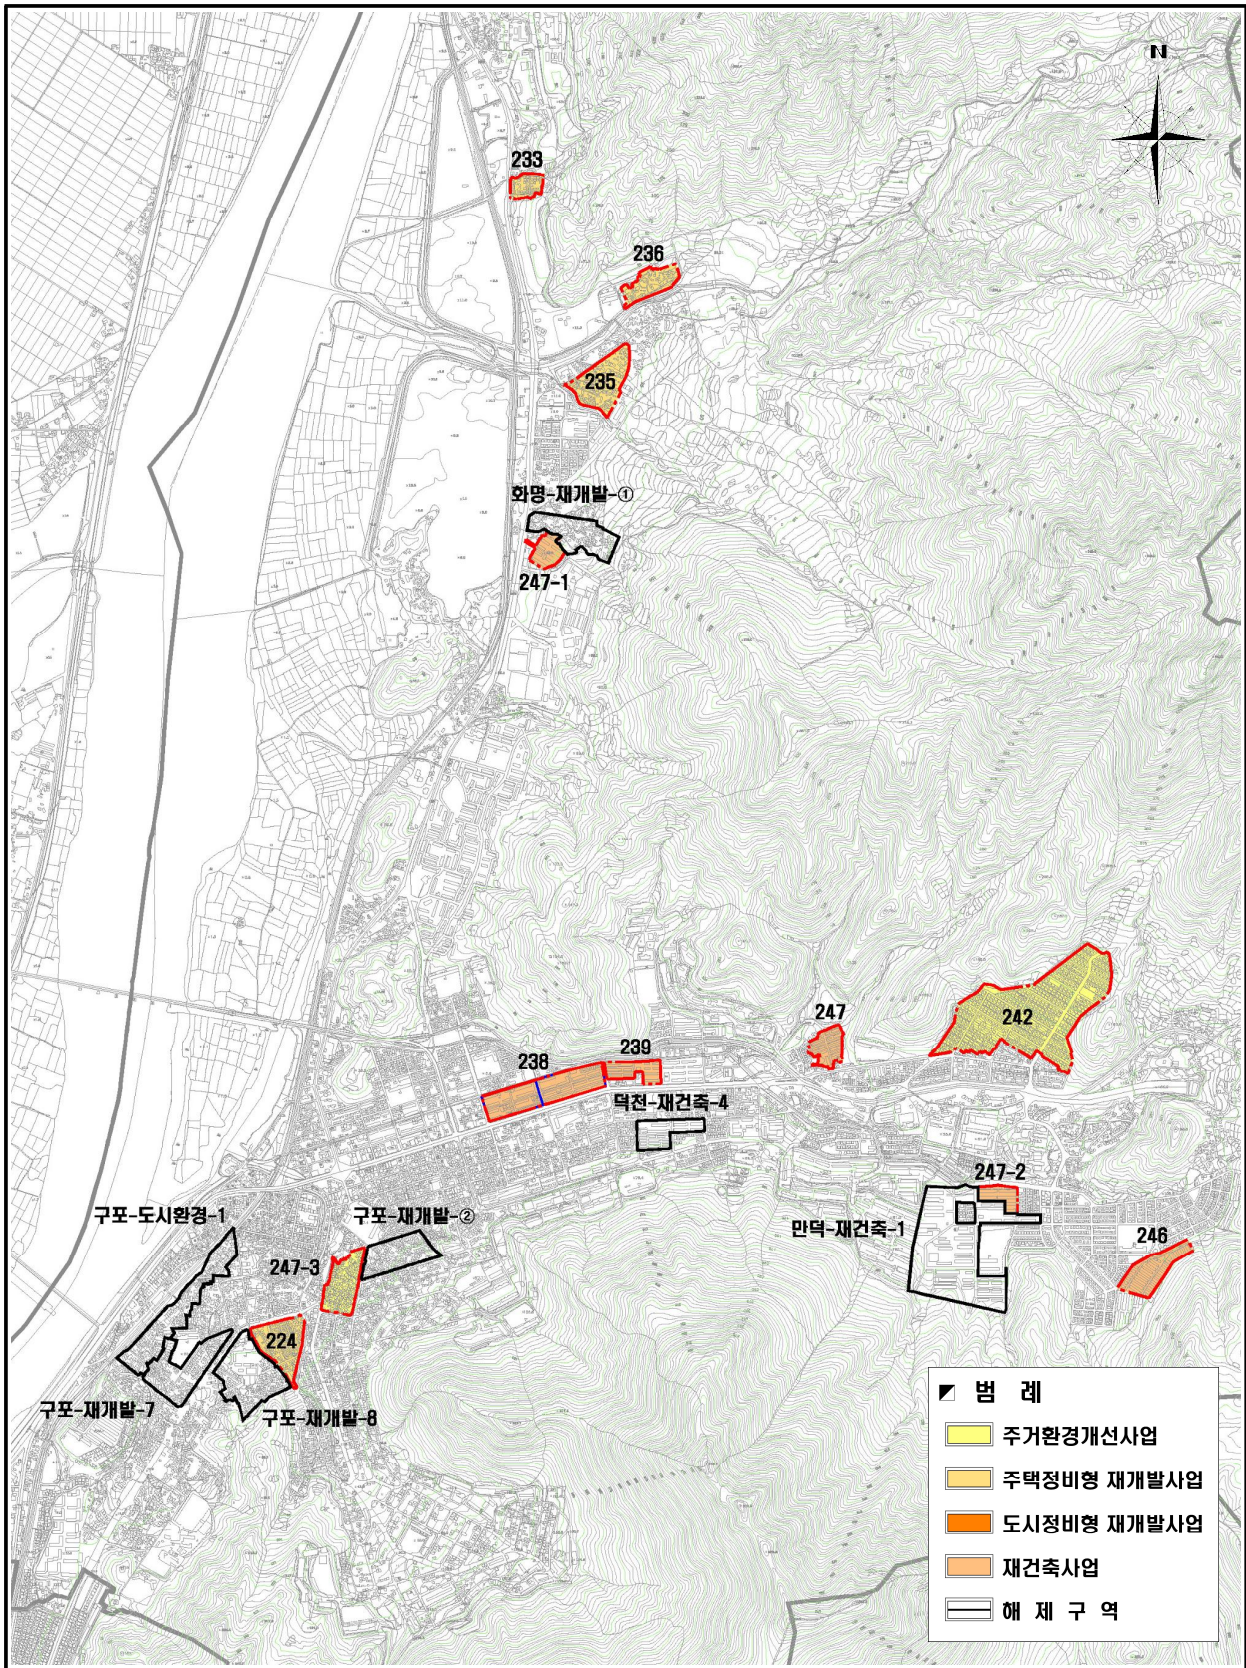 N
233
236
235
화명-재개발-①
247-1
242
247
239
238
덕천-재건축-4
247-2
만덕-재건축-1
246
구포-도시환경-1
구포-재개발-②
247-3
224
구포-재개발-7
구포-재개발-8
범 례
주거환경개선사업
주택정비형 재개발사업
도시정비형 재개발사업
재건축사업
해 제 구 역